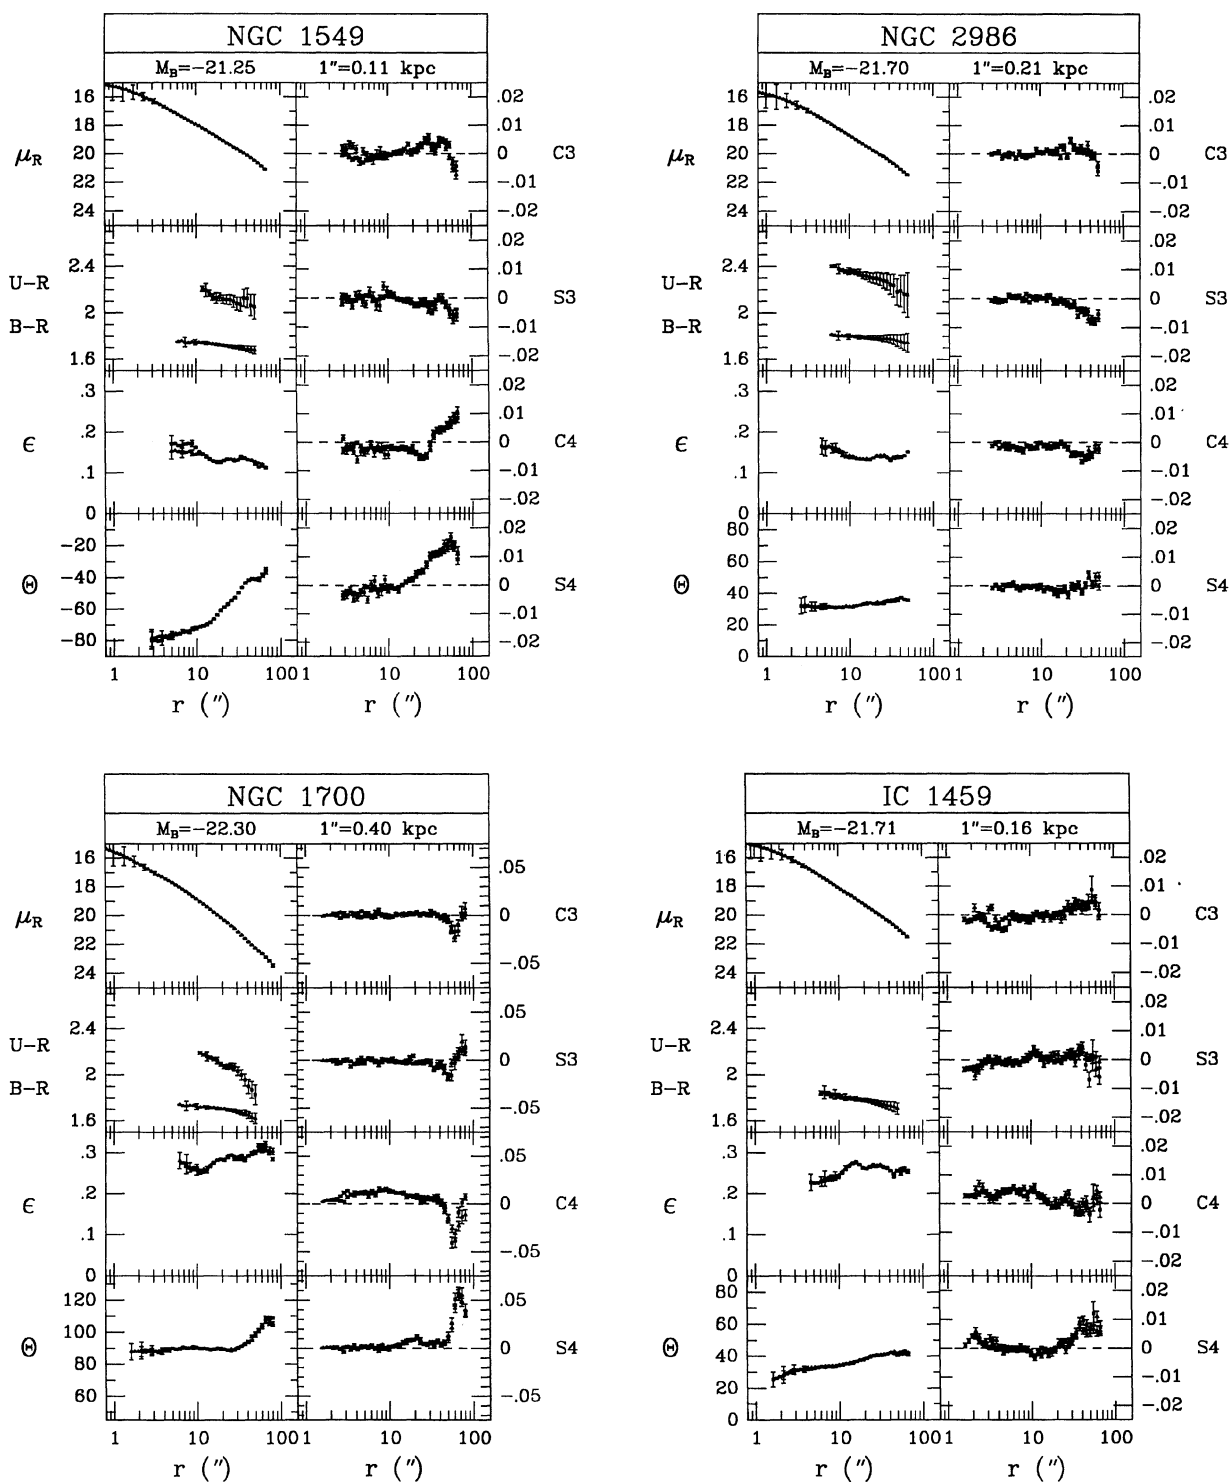 NGC 1549
M_B=−21.25 1″=0.11 kpc
μ_R 16 18 20 22 24 .02 .01 0 −.01 −.02 C3
U−R B−R 2.4 2 1.6 .02 .01 0 −.01 −.02 S3
ϵ .3 .2 .1 0 .02 .01 0 −.01 −.02 C4
Θ −20 −40 −60 −80 .02 .01 0 −.01 −.02 S4
1 10 100 1 10 100
r (″) r (″)
NGC 2986
M_B=−21.70 1″=0.21 kpc
μ_R 16 18 20 22 24 .02 .01 0 −.01 −.02 C3
U−R B−R 2.4 2 1.6 .02 .01 0 −.01 −.02 S3
ϵ .3 .2 .1 0 .02 .01 0 −.01 −.02 C4
Θ 80 60 40 20 0 .02 .01 0 −.01 −.02 S4
1 10 100 1 10 100
r (″) r (″)
NGC 1700
M_B=−22.30 1″=0.40 kpc
μ_R 16 18 20 22 24 .05 0 −.05 C3
U−R B−R 2.4 2 1.6 .05 0 −.05 S3
ϵ .3 .2 .1 0 .05 0 −.05 C4
Θ 120 100 80 60 .05 0 −.05 S4
1 10 100 1 10 100
r (″) r (″)
IC 1459
M_B=−21.71 1″=0.16 kpc
μ_R 16 18 20 22 24 .02 .01 0 −.01 −.02 C3
U−R B−R 2.4 2 1.6 .02 .01 0 −.01 −.02 S3
ϵ .3 .2 .1 0 .02 .01 0 −.01 −.02 C4
Θ 80 60 40 20 0 .02 .01 0 −.01 −.02 S4
1 10 100 1 10 100
r (″) r (″)